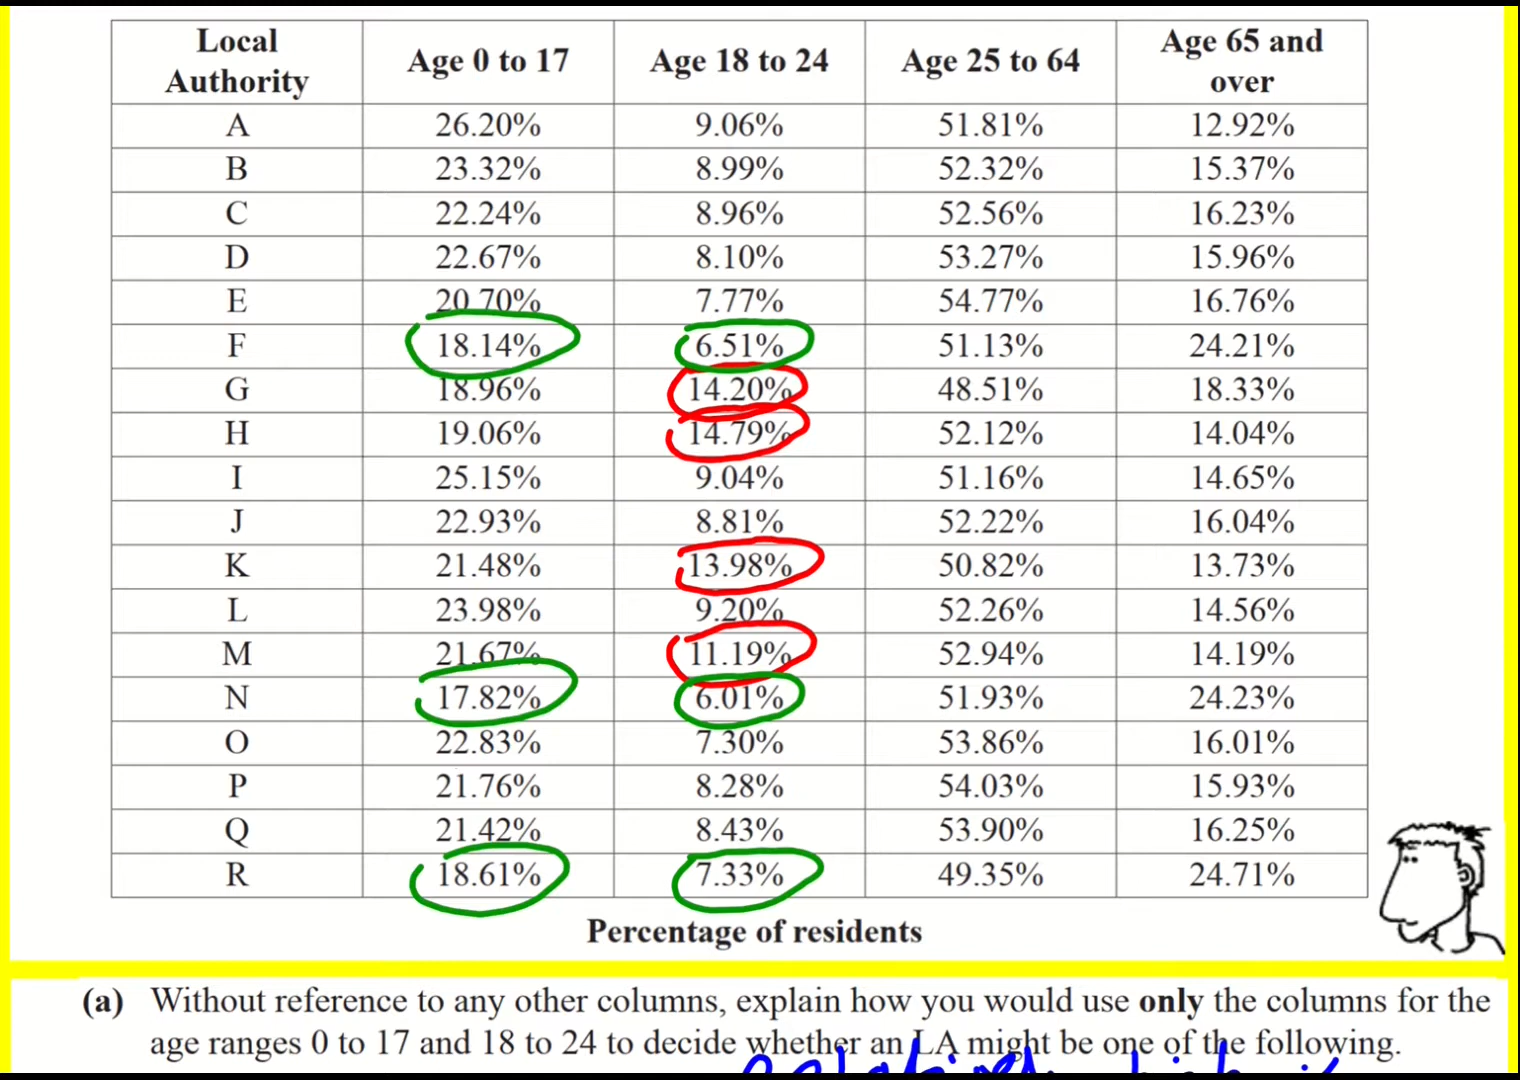 Local Authority Age 0 to 17 Age 18 to 24 Age 25 to 64 Age 65 and over
A 26.20% 9.06% 51.81% 12.92%
B 23.32% 8.99% 52.32% 15.37%
C 22.24% 8.96% 52.56% 16.23%
D 22.67% 8.10% 53.27% 15.96%
E 20.70% 7.77% 54.77% 16.76%
F 18.14% 6.51% 51.13% 24.21%
G 18.96% 14.20% 48.51% 18.33%
H 19.06% 14.79% 52.12% 14.04%
I 25.15% 9.04% 51.16% 14.65%
J 22.93% 8.81% 52.22% 16.04%
K 21.48% 13.98% 50.82% 13.73%
L 23.98% 9.20% 52.26% 14.56%
M 21.67% 11.19% 52.94% 14.19%
N 17.82% 6.01% 51.93% 24.23%
O 22.83% 7.30% 53.86% 16.01%
P 21.76% 8.28% 54.03% 15.93%
Q 21.42% 8.43% 53.90% 16.25%
R 18.61% 7.33% 49.35% 24.71%
Percentage of residents
(a) Without reference to any other columns, explain how you would use only the columns for the
age ranges 0 to 17 and 18 to 24 to decide whether an LA might be one of the following.